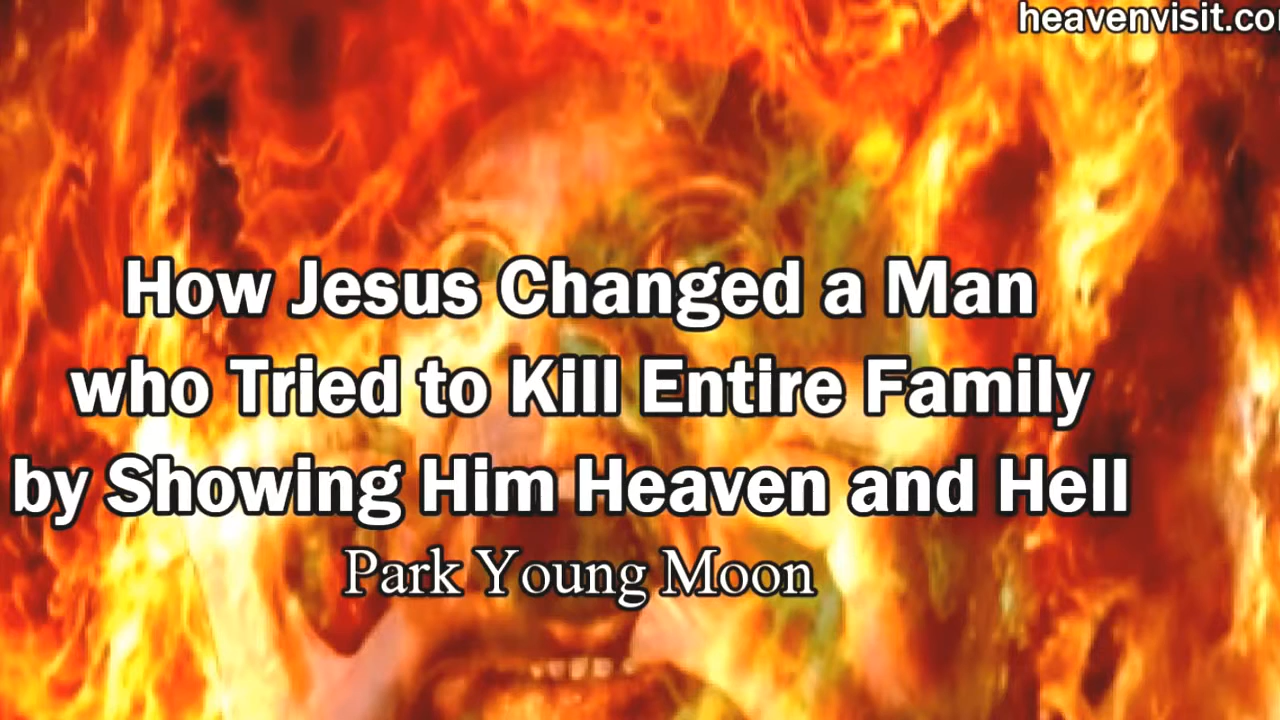 heavenvisit.co
How Jesus Changed a Man
who Tried to Kill Entire Family
by Showing Him Heaven and Hell
Park Young Moon